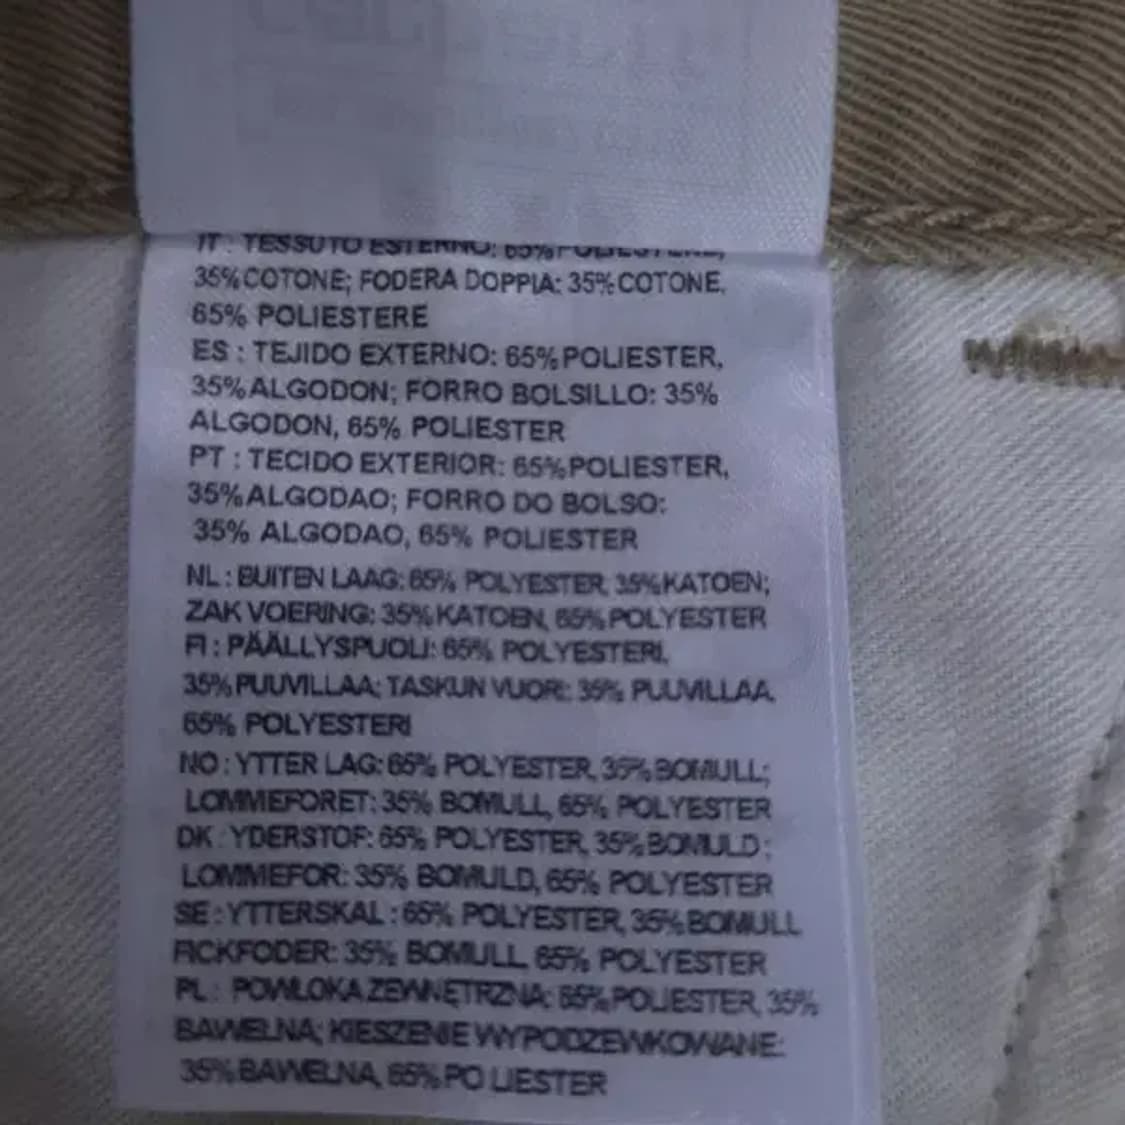 IT : TESSUTO ESTERNO: 65%POLIESTERE,
35%COTONE; FODERA DOPPIA: 35%COTONE,
65% POLIESTERE
ES : TEJIDO EXTERNO: 65%POLIESTER,
35%ALGODON; FORRO BOLSILLO: 35%
ALGODON, 65% POLIESTER
PT : TECIDO EXTERIOR: 65%POLIESTER,
35%ALGODAO; FORRO DO BOLSO:
35% ALGODAO, 65% POLIESTER
NL : BUITEN LAAG: 65% POLYESTER, 35%KATOEN;
ZAK VOERING: 35%KATOEN, 65%POLYESTER
FI : PÄÄLLYSPUOLI: 65% POLYESTERI,
35%PUUVILLAA; TASKUN VUORI: 35% PUUVILLAA,
65% POLYESTERI
NO : YTTER LAG: 65% POLYESTER, 35%BOMULL;
LOMMEFORET: 35% BOMULL, 65% POLYESTER
DK : YDERSTOF: 65% POLYESTER, 35%BOMULD;
LOMMEFOR: 35% BOMULD, 65% POLYESTER
SE : YTTERSKAL : 65% POLYESTER, 35%BOMULL
FICKFODER: 35% BOMULL, 65% POLYESTER
PL : POWŁOKA ZEWNĘTRZNA: 65%POLIESTER, 35%
BAWEŁNA; KIESZENIE WYPODZEWKOWANE:
35%BAWEŁNA, 65%PO LIESTER